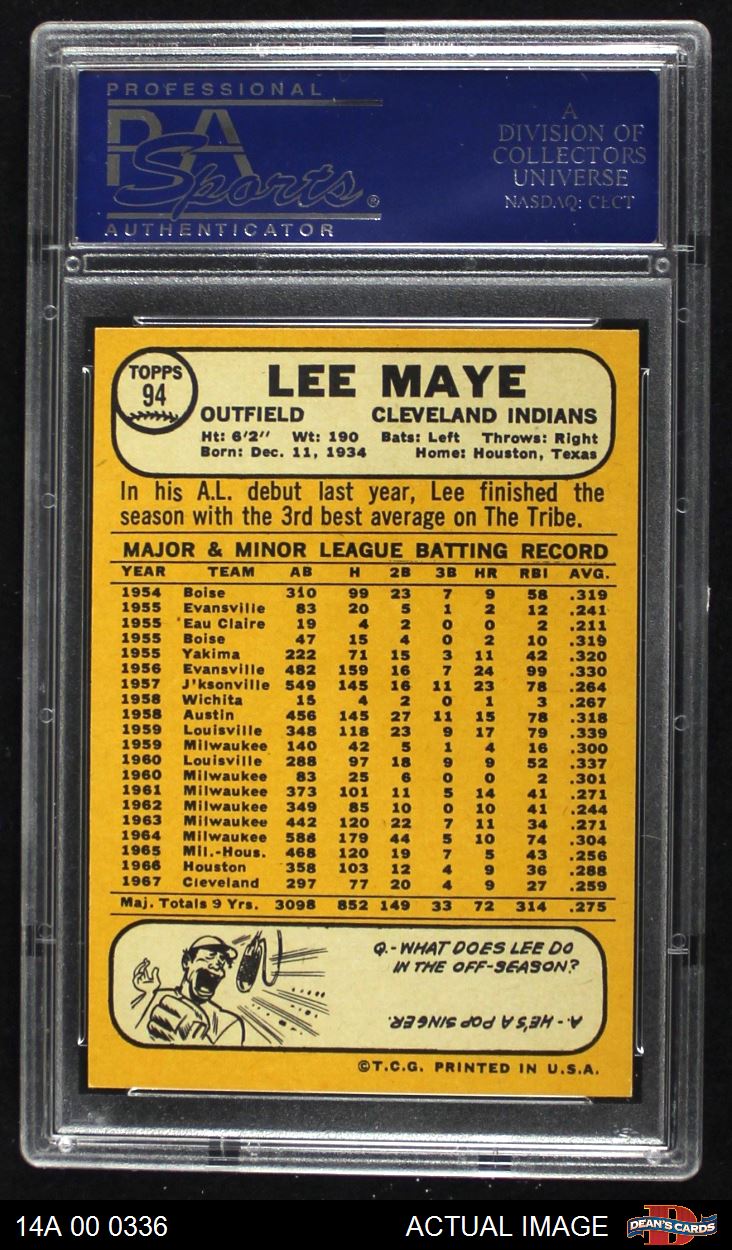 PROFESSIONAL
PSA
Sports®
AUTHENTICATOR
A
DIVISION OF
COLLECTORS
UNIVERSE
NASDAQ: CECT
TOPPS
94
LEE MAYE
OUTFIELD CLEVELAND INDIANS
Ht: 6'2" Wt: 190 Bats: Left Throws: Right
Born: Dec. 11, 1934 Home: Houston, Texas
In his A.L. debut last year, Lee finished the
season with the 3rd best average on The Tribe.
MAJOR & MINOR LEAGUE BATTING RECORD
YEAR TEAM AB H 2B 3B HR RBI AVG.
1954 Boise 310 99 23 7 9 58 .319
1955 Evansville 83 20 5 1 2 12 .241
1955 Eau Claire 19 4 2 0 0 2 .211
1955 Boise 47 15 4 0 2 10 .319
1955 Yakima 222 71 15 3 11 42 .320
1956 Evansville 482 159 16 7 24 99 .330
1957 J'ksonville 549 145 16 11 23 78 .264
1958 Wichita 15 4 2 0 1 3 .267
1958 Austin 456 145 27 11 15 78 .318
1959 Louisville 348 118 23 9 17 79 .339
1959 Milwaukee 140 42 5 1 4 16 .300
1960 Louisville 288 97 18 9 9 52 .337
1960 Milwaukee 83 25 6 0 0 2 .301
1961 Milwaukee 373 101 11 5 14 41 .271
1962 Milwaukee 349 85 10 0 10 41 .244
1963 Milwaukee 442 120 22 7 11 34 .271
1964 Milwaukee 588 179 44 5 10 74 .304
1965 Mil.-Hous. 468 120 19 7 5 43 .256
1966 Houston 358 103 12 4 9 36 .288
1967 Cleveland 297 77 20 4 9 27 .259
Maj. Totals 9 Yrs. 3098 852 149 33 72 314 .275
Q.-WHAT DOES LEE DO
IN THE OFF-SEASON?
A.-HE'S A POP SINGER.
©T.C.G. PRINTED IN U.S.A.
14A 00 0336 ACTUAL IMAGE DEAN'S CARDS